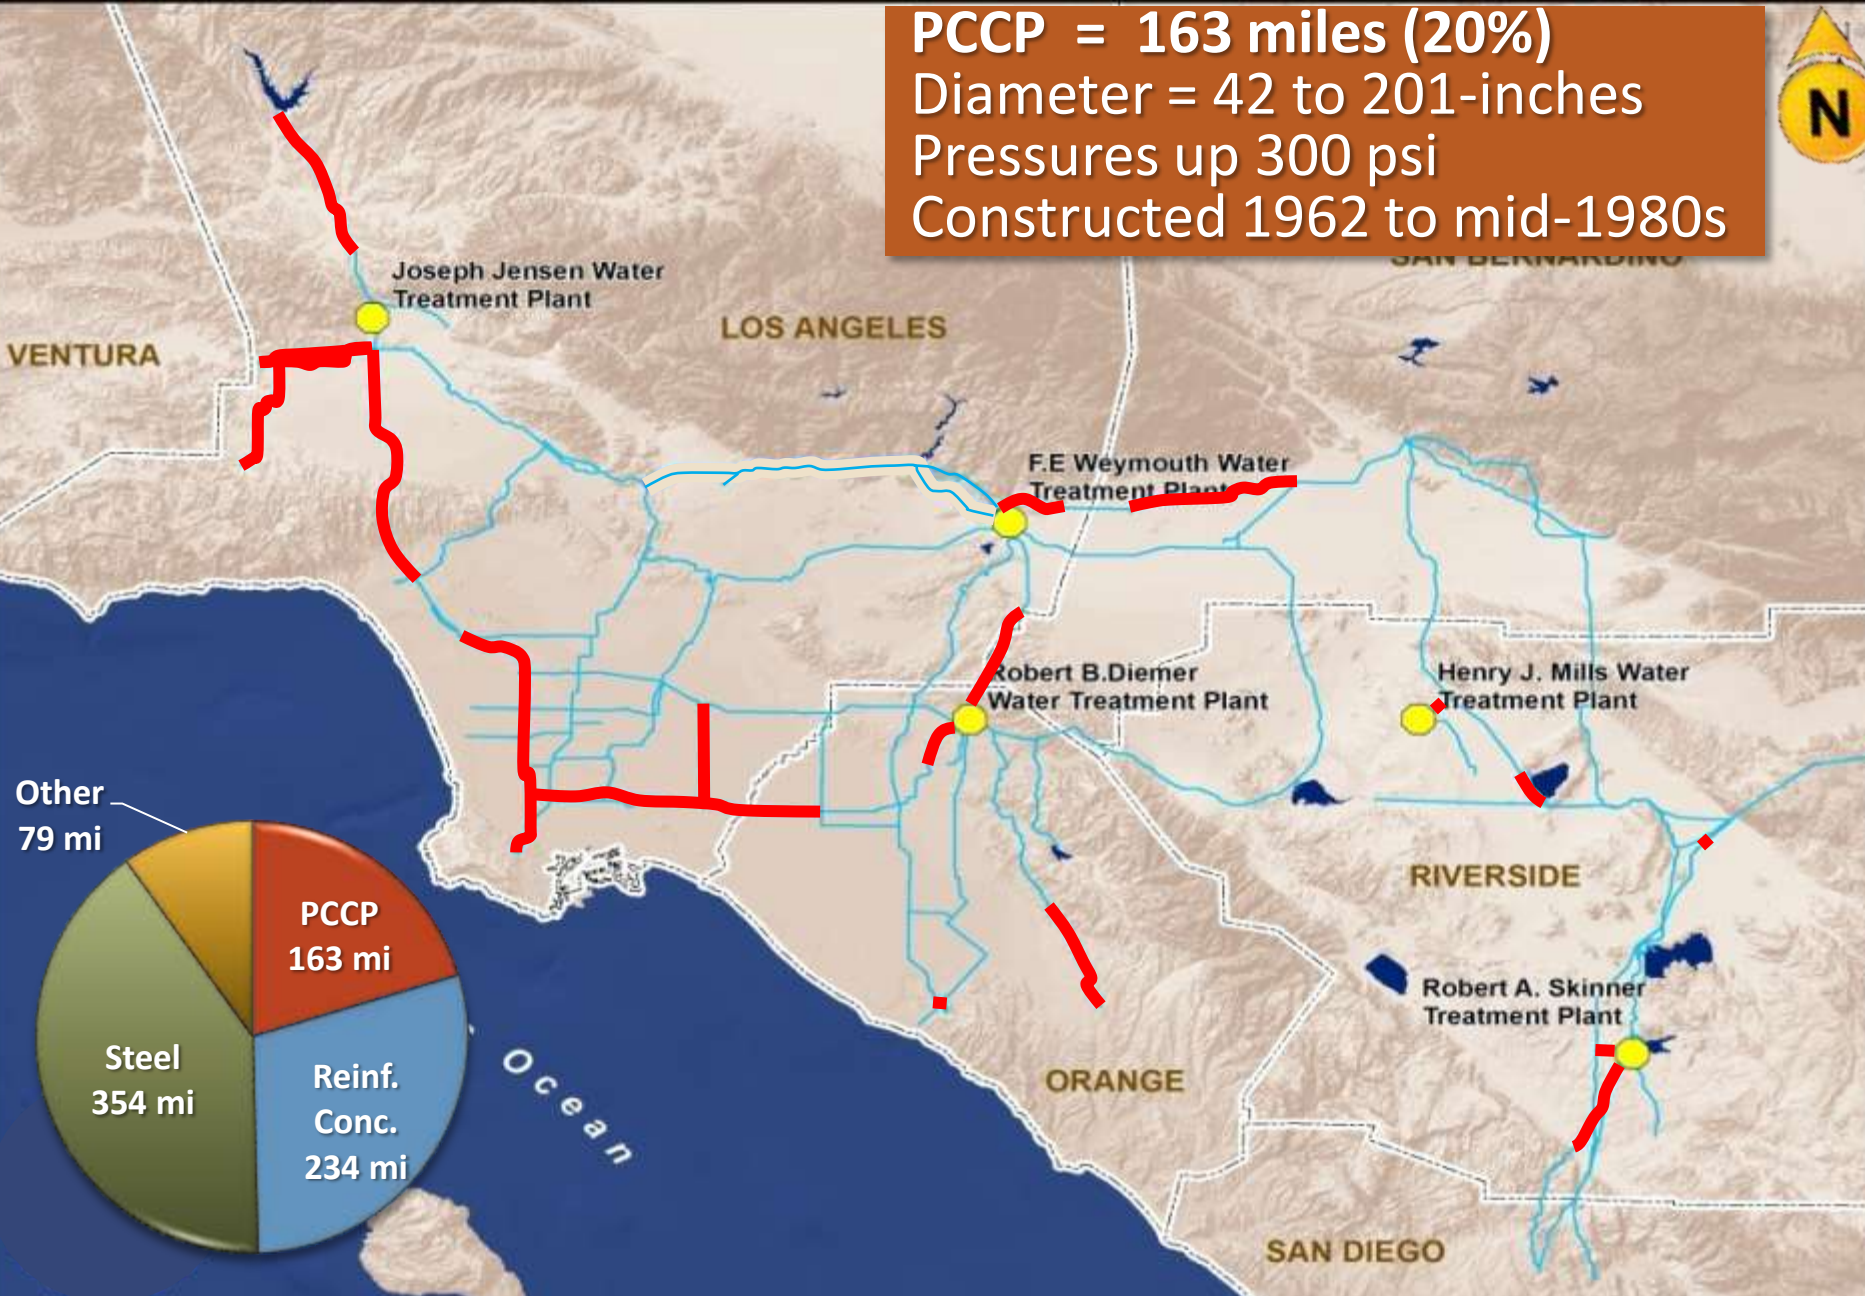 PCCP = 163 miles (20%)
Diameter = 42 to 201-inches
Pressures up 300 psi
Constructed 1962 to mid-1980s
N
SAN BERNARDINO
Joseph Jensen Water
Treatment Plant
LOS ANGELES
VENTURA
F.E Weymouth Water
Treatment Plant
Robert B.Diemer
Water Treatment Plant
Henry J. Mills Water
Treatment Plant
Other
79 mi
PCCP
163 mi
Steel
354 mi
Reinf.
Conc.
234 mi
RIVERSIDE
Robert A. Skinner
Treatment Plant
Ocean
ORANGE
SAN DIEGO